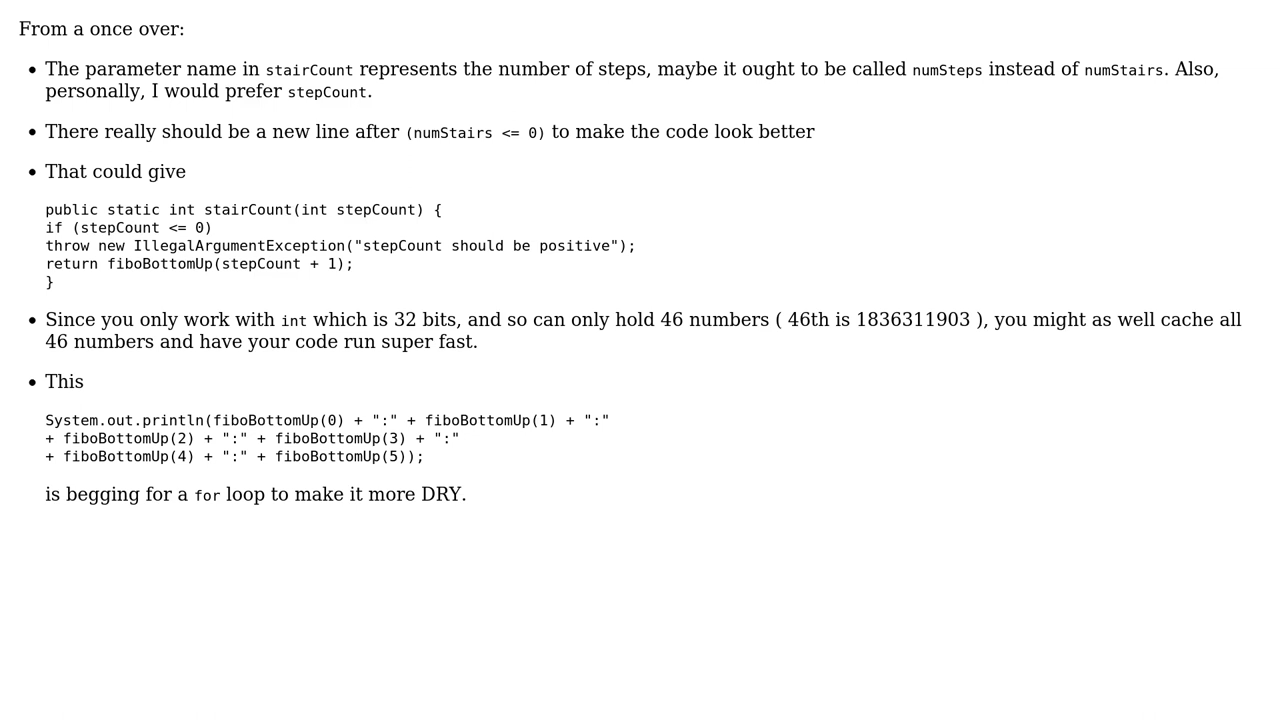 From a once over:
The parameter name in stairCount represents the number of steps, maybe it ought to be called numSteps instead of numStairs. Also,
personally, I would prefer stepCount.
There really should be a new line after (numStairs <= 0) to make the code look better
That could give
public static int stairCount(int stepCount) {
if (stepCount <= 0)
throw new IllegalArgumentException("stepCount should be positive");
return fiboBottomUp(stepCount + 1);
}
Since you only work with int which is 32 bits, and so can only hold 46 numbers ( 46th is 1836311903 ), you might as well cache all
46 numbers and have your code run super fast.
This
System.out.println(fiboBottomUp(0) + ":" + fiboBottomUp(1) + ":"
+ fiboBottomUp(2) + ":" + fiboBottomUp(3) + ":"
+ fiboBottomUp(4) + ":" + fiboBottomUp(5));
is begging for a for loop to make it more DRY.